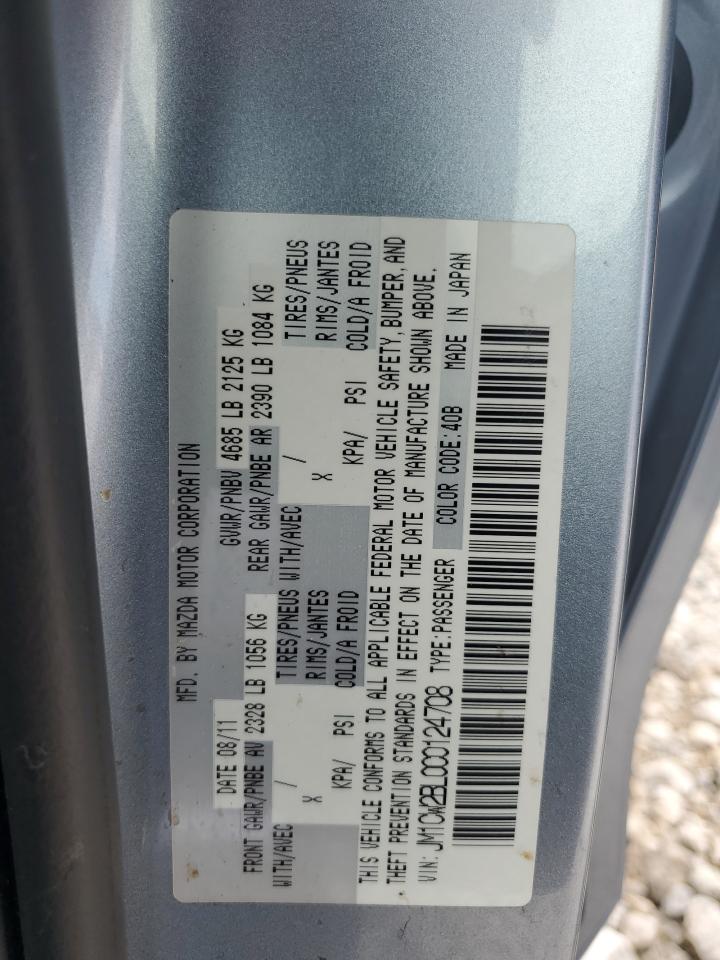 MFD. BY MAZDA MOTOR CORPORATION
DATE 08/11 GVWR/PNBV 4685 LB 2125 KG
FRONT GAWR/PNBE AV 2328 LB 1056 KG REAR GAWR/PNBE AR 2390 LB 1084 KG
WITH/AVEC / TIRES/PNEUS WITH/AVEC / TIRES/PNEUS
X RIMS/JANTES X RIMS/JANTES
KPA/ PSI COLD/A FROID KPA/ PSI COLD/A FROID
THIS VEHICLE CONFORMS TO ALL APPLICABLE FEDERAL MOTOR VEHICLE SAFETY, BUMPER, AND
THEFT PREVENTION STANDARDS IN EFFECT ON THE DATE OF MANUFACTURE SHOWN ABOVE.
VIN: JM1CW2BL0C0124708 TYPE:PASSENGER COLOR CODE:40B MADE IN JAPAN